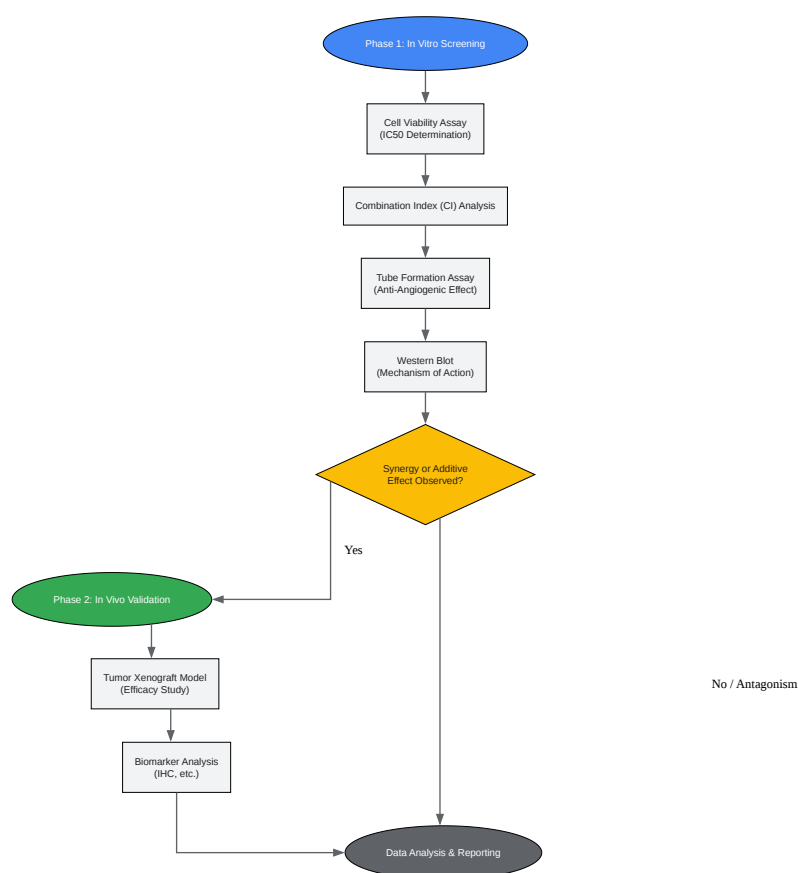 Phase 1: In Vitro Screening
Cell Viability Assay
(IC50 Determination)
Combination Index (CI) Analysis
Tube Formation Assay
(Anti-Angiogenic Effect)
Western Blot
(Mechanism of Action)
Synergy or Additive
Effect Observed?
Yes
Phase 2: In Vivo Validation
Tumor Xenograft Model
(Efficacy Study)
No / Antagonism
Biomarker Analysis
(IHC, etc.)
Data Analysis & Reporting